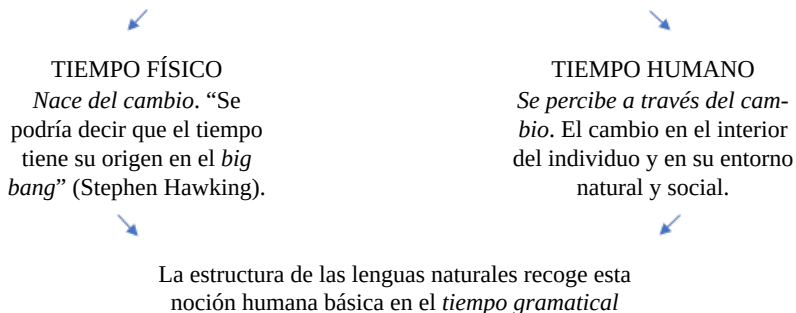 TIEMPO FÍSICO
Nace del cambio. “Se
podría decir que el tiempo
tiene su origen en el big
bang” (Stephen Hawking).
TIEMPO HUMANO
Se percibe a través del cam-
bio. El cambio en el interior
del individuo y en su entorno
natural y social.
La estructura de las lenguas naturales recoge esta
noción humana básica en el tiempo gramatical